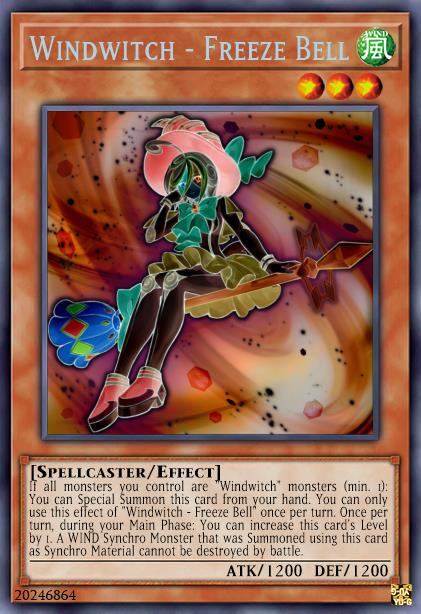 Windwitch - Freeze Bell
WIND
風
[Spellcaster/Effect]
If all monsters you control are "Windwitch" monsters (min. 1):
You can Special Summon this card from your hand. You can only
use this effect of "Windwitch - Freeze Bell" once per turn. Once per
turn, during your Main Phase: You can increase this card's Level
by 1. A WIND Synchro Monster that was Summoned using this card
as Synchro Material cannot be destroyed by battle.
ATK/1200 DEF/1200
20246864